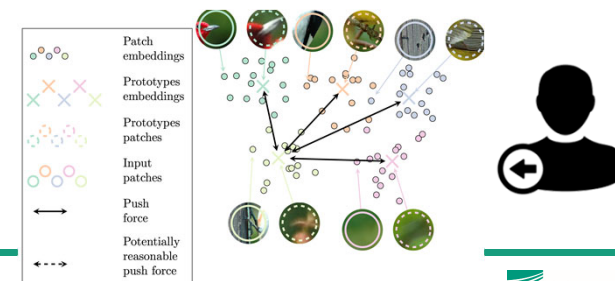 Patch
embeddings
Prototypes
embeddings
Prototypes
patches
Input
patches
Push
force
Potentially
reasonable
push force